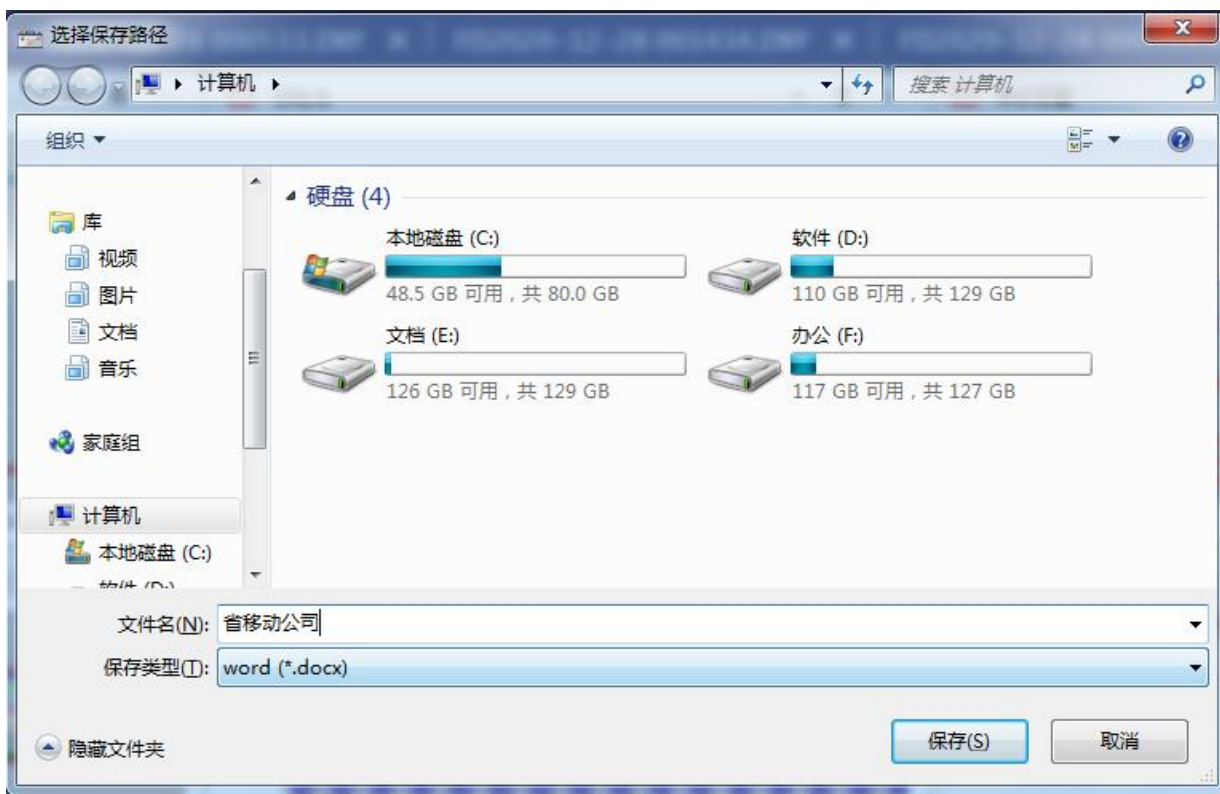 选择保存路径
计算机
搜索 计算机
组织
库
视频
图片
文档
音乐
家庭组
计算机
本地磁盘 (C:)
软件 (D:)
硬盘 (4)
本地磁盘 (C:)
48.5 GB 可用，共 80.0 GB
软件 (D:)
110 GB 可用，共 129 GB
文档 (E:)
126 GB 可用，共 129 GB
办公 (F:)
117 GB 可用，共 127 GB
文件名(N): 省移动公司
保存类型(T): word (*.docx)
隐藏文件夹
保存(S)
取消